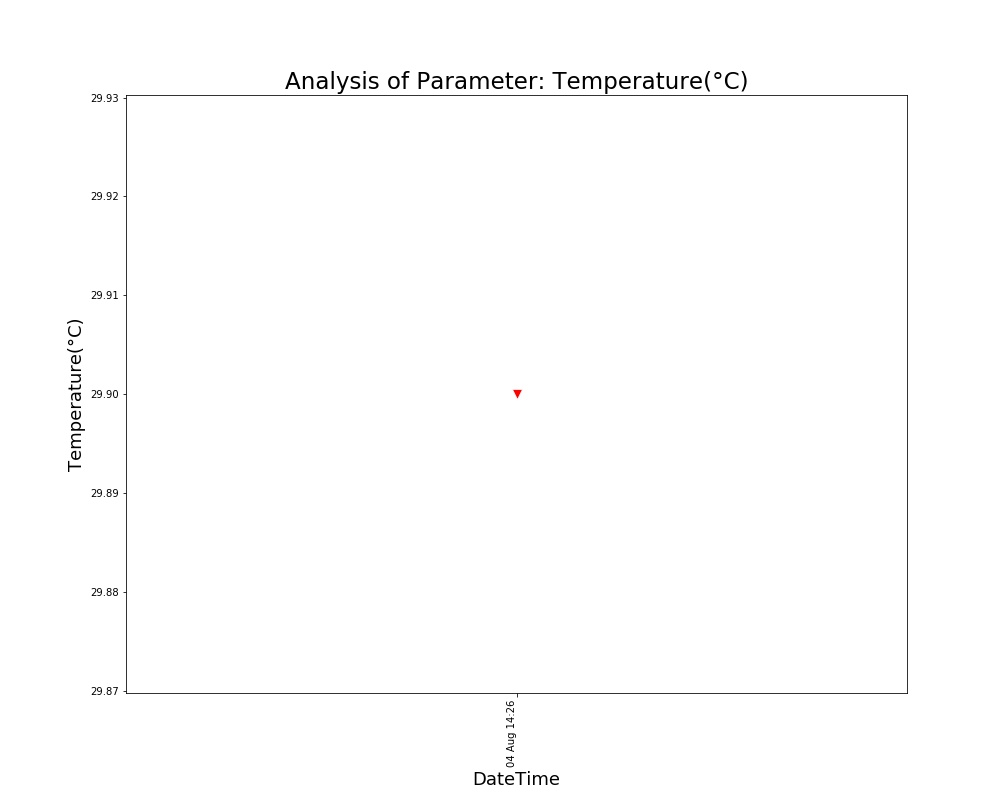 Analysis of Parameter: Temperature(°C)
29.93
29.92
29.91
29.90
29.89
29.88
29.87
Temperature(°C)
04 Aug 14:26
DateTime